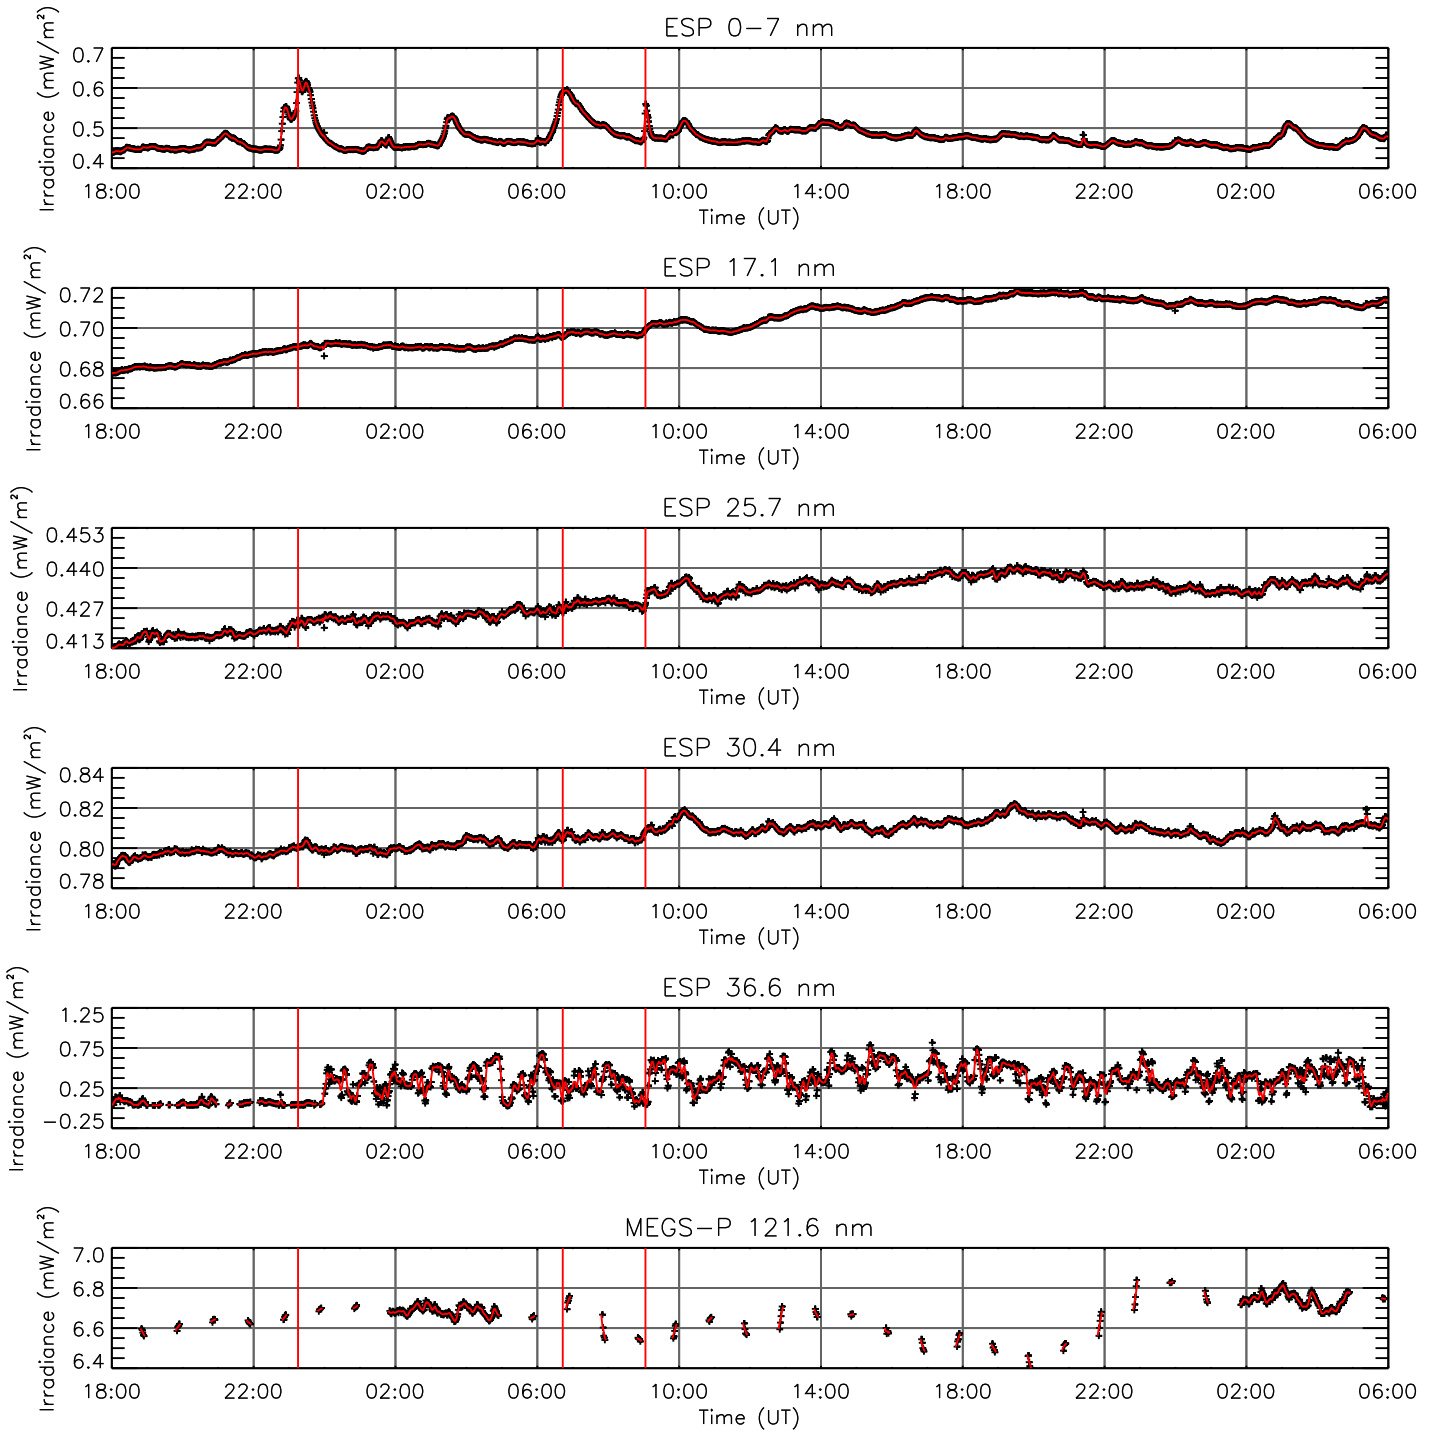 ESP 0−7 nm
Irradiance (mW/m²)
0.7
0.6
0.5
0.4
18:00 22:00 02:00 06:00 10:00 14:00 18:00 22:00 02:00 06:00
Time (UT)
ESP 17.1 nm
Irradiance (mW/m²)
0.72
0.70
0.68
0.66
18:00 22:00 02:00 06:00 10:00 14:00 18:00 22:00 02:00 06:00
Time (UT)
ESP 25.7 nm
Irradiance (mW/m²)
0.453
0.440
0.427
0.413
18:00 22:00 02:00 06:00 10:00 14:00 18:00 22:00 02:00 06:00
Time (UT)
ESP 30.4 nm
Irradiance (mW/m²)
0.84
0.82
0.80
0.78
18:00 22:00 02:00 06:00 10:00 14:00 18:00 22:00 02:00 06:00
Time (UT)
ESP 36.6 nm
Irradiance (mW/m²)
1.25
0.75
0.25
−0.25
18:00 22:00 02:00 06:00 10:00 14:00 18:00 22:00 02:00 06:00
Time (UT)
MEGS−P 121.6 nm
Irradiance (mW/m²)
7.0
6.8
6.6
6.4
18:00 22:00 02:00 06:00 10:00 14:00 18:00 22:00 02:00 06:00
Time (UT)